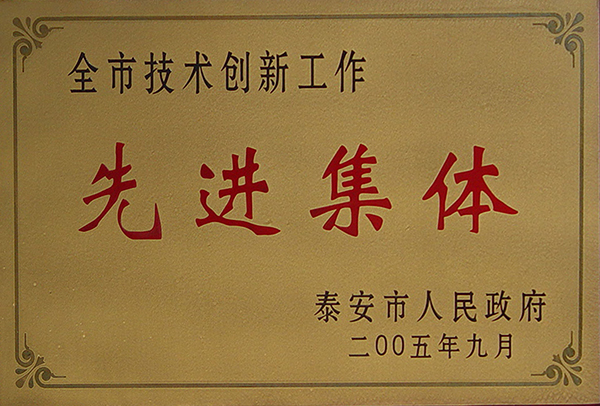 全市技术创新工作
先进集体
泰安市人民政府
二00五年九月